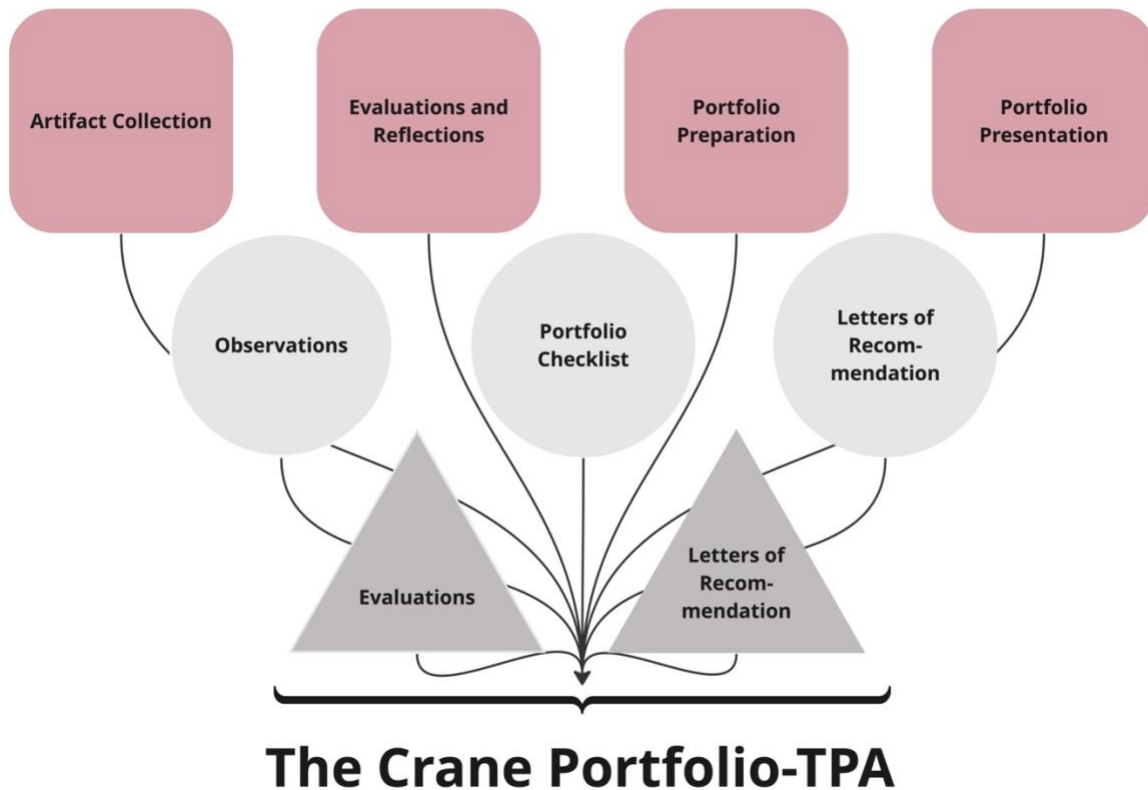 Artifact Collection
Evaluations and
Reflections
Portfolio
Preparation
Portfolio
Presentation
Observations
Portfolio
Checklist
Letters of
Recom-
mendation
Evaluations
Letters of
Recom-
mendation
The Crane Portfolio-TPA